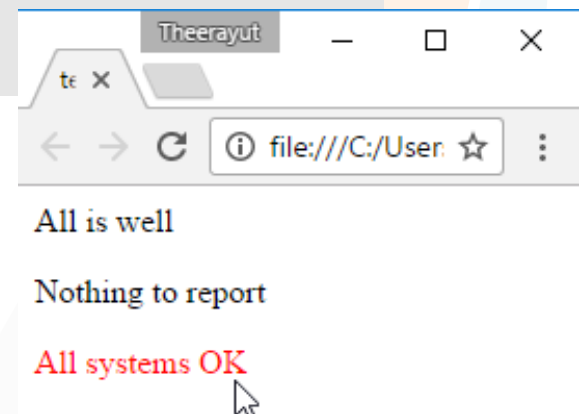 Theerayut
te
file:///C:/User
All is well
Nothing to report
All systems OK